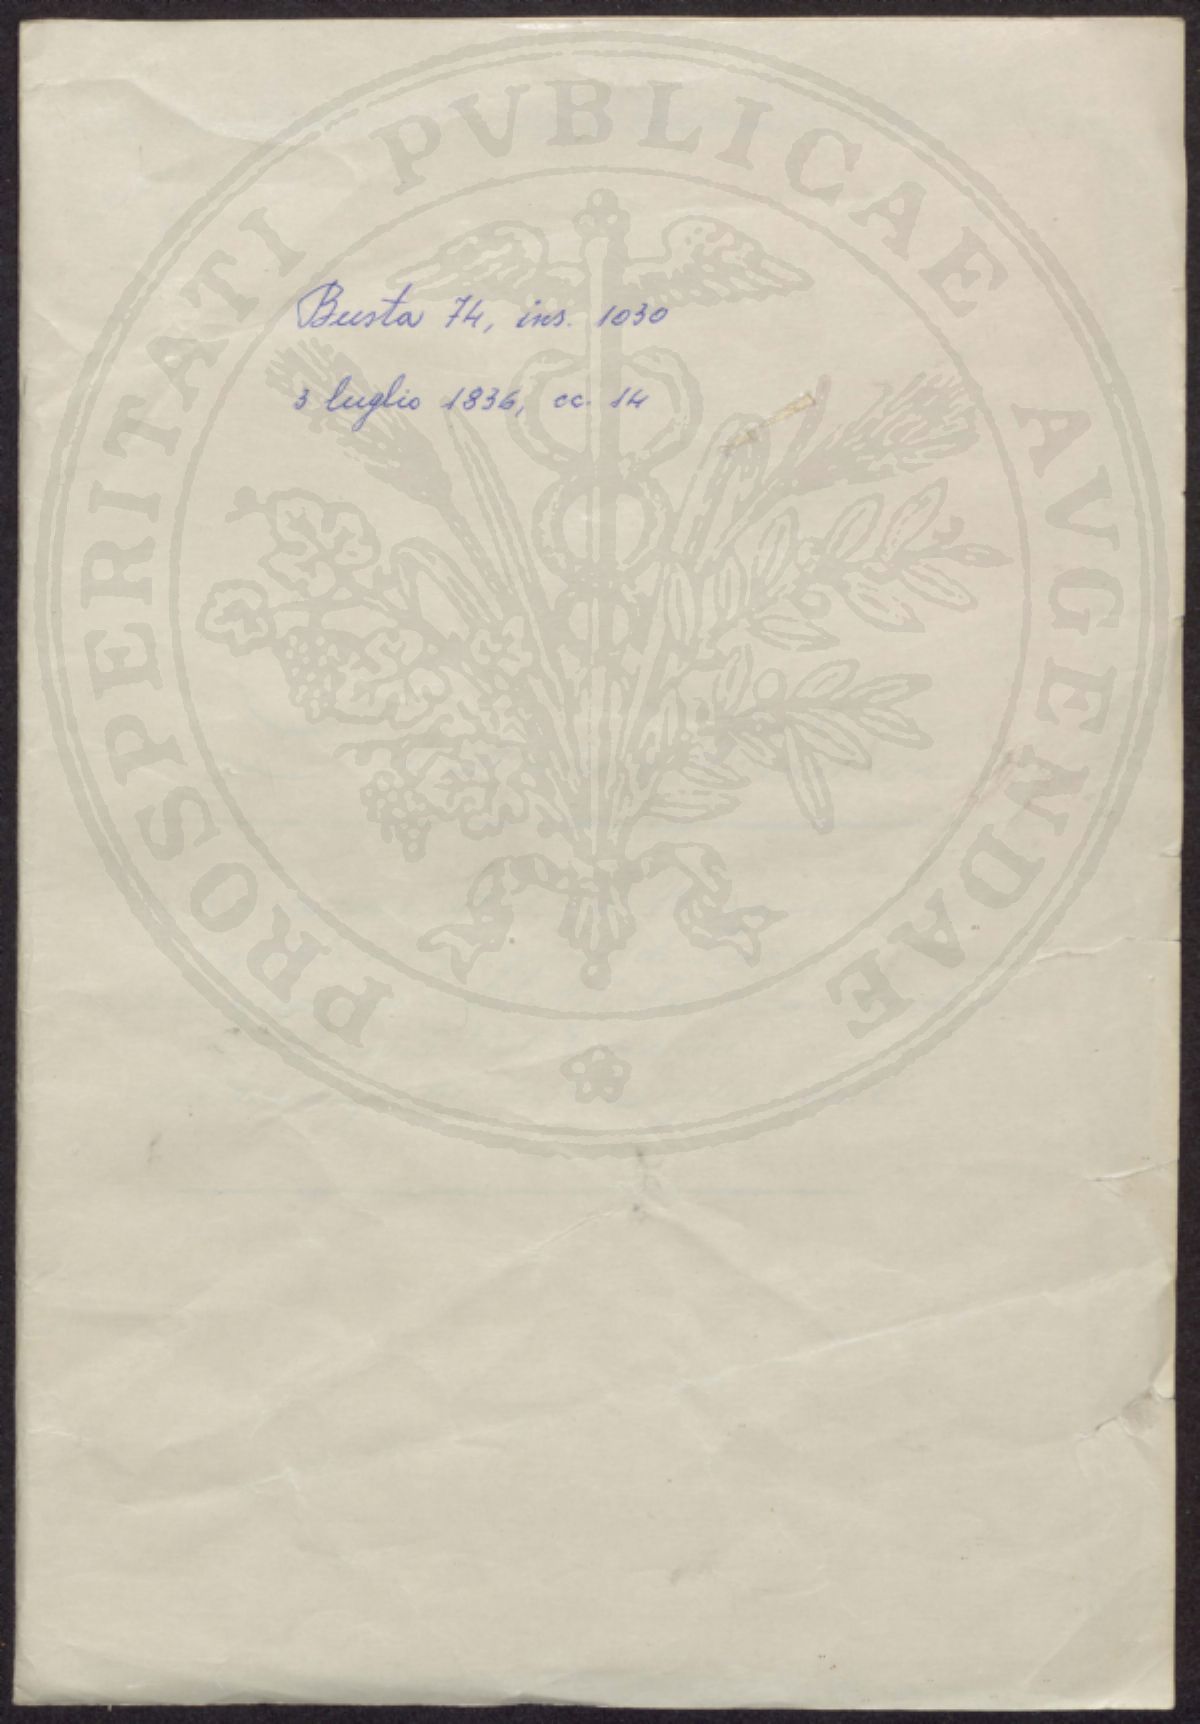 PROSPERITATI PVBLICAE AVGENDAE
Busta 74, ins. 1030
3 luglio 1836, cc. 14